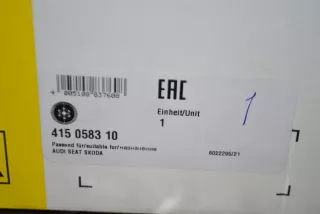 EAC
4 005108 837608
Einheit/Unit
1
415 0583 10
Passend für/suitable for/
AUDI SEAT SKODA
8022295/21
1